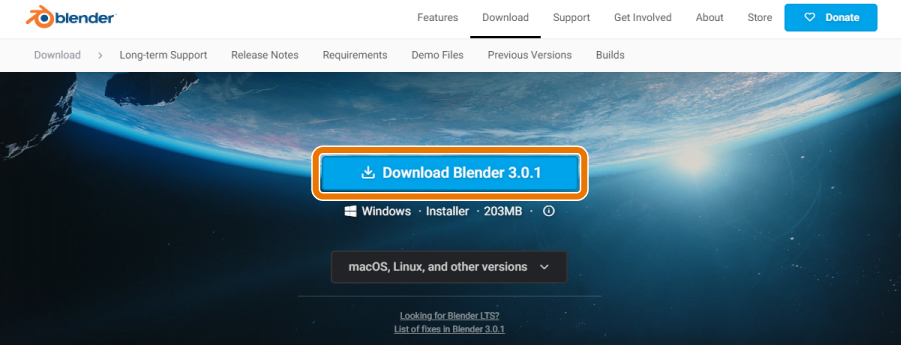 blender
Features Download Support Get Involved About Store Donate
Download > Long-term Support Release Notes Requirements Demo Files Previous Versions Builds
Download Blender 3.0.1
Windows · Installer · 203MB ·
macOS, Linux, and other versions
Looking for Blender LTS?
List of fixes in Blender 3.0.1